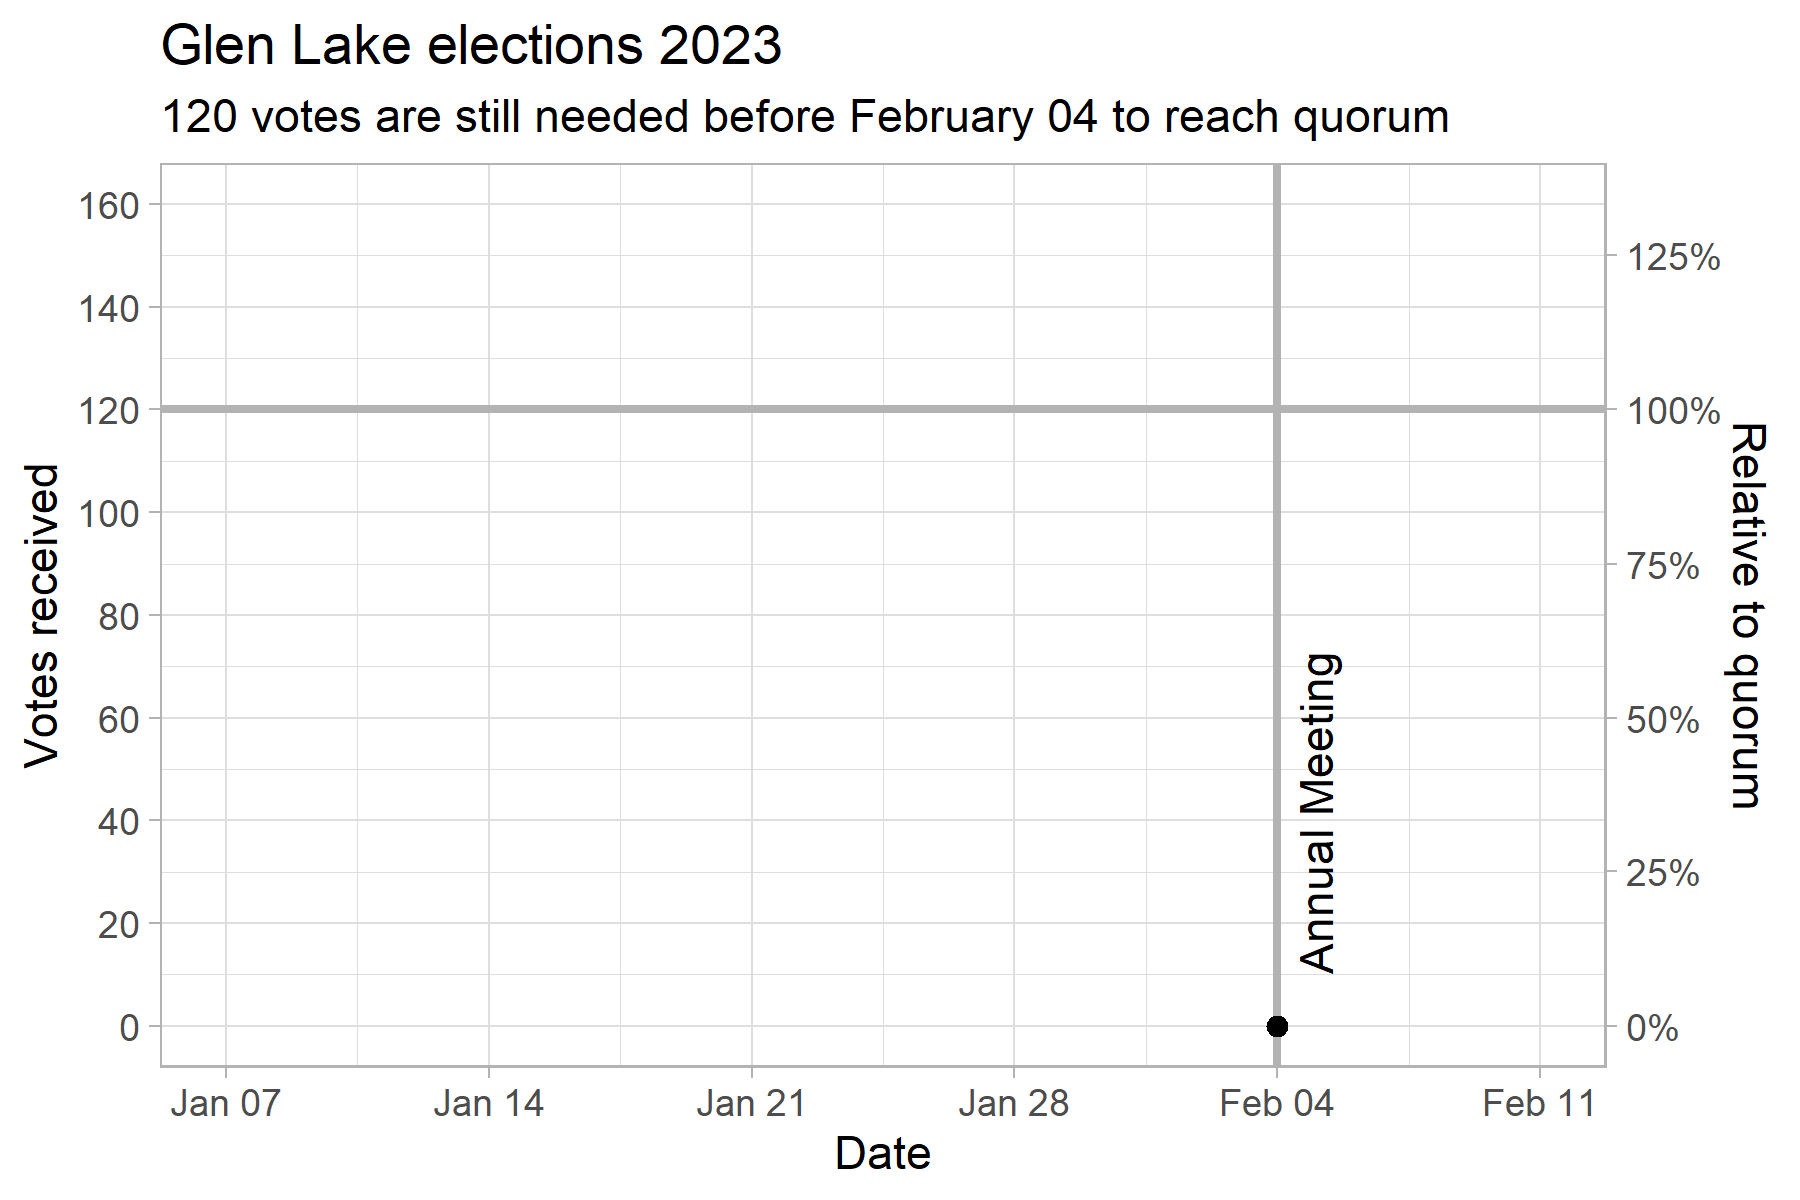 Glen Lake elections 2023
120 votes are still needed before February 04 to reach quorum
160
140
120
100
80
60
40
20
0
Votes received
125%
100%
75%
50%
25%
0%
Relative to quorum
Annual Meeting
Jan 07
Jan 14
Jan 21
Jan 28
Feb 04
Feb 11
Date